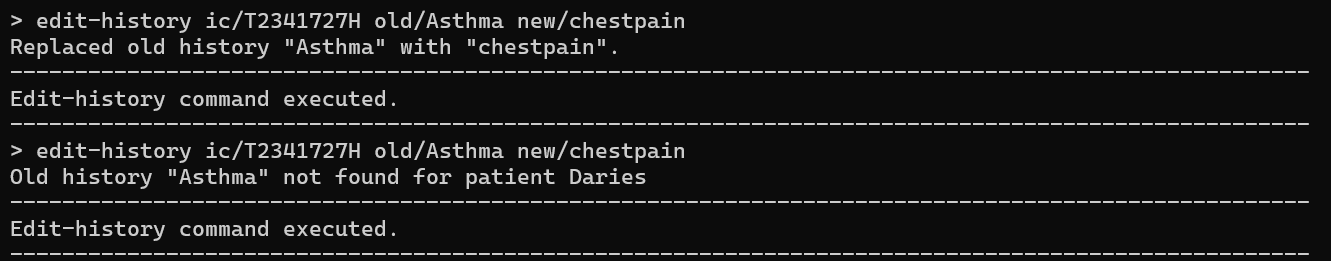 > edit-history ic/T2341727H old/Asthma new/chestpain
Replaced old history "Asthma" with "chestpain".
----------------------------------------------------------------------------------------------------
Edit-history command executed.
----------------------------------------------------------------------------------------------------
> edit-history ic/T2341727H old/Asthma new/chestpain
Old history "Asthma" not found for patient Daries
----------------------------------------------------------------------------------------------------
Edit-history command executed.
----------------------------------------------------------------------------------------------------